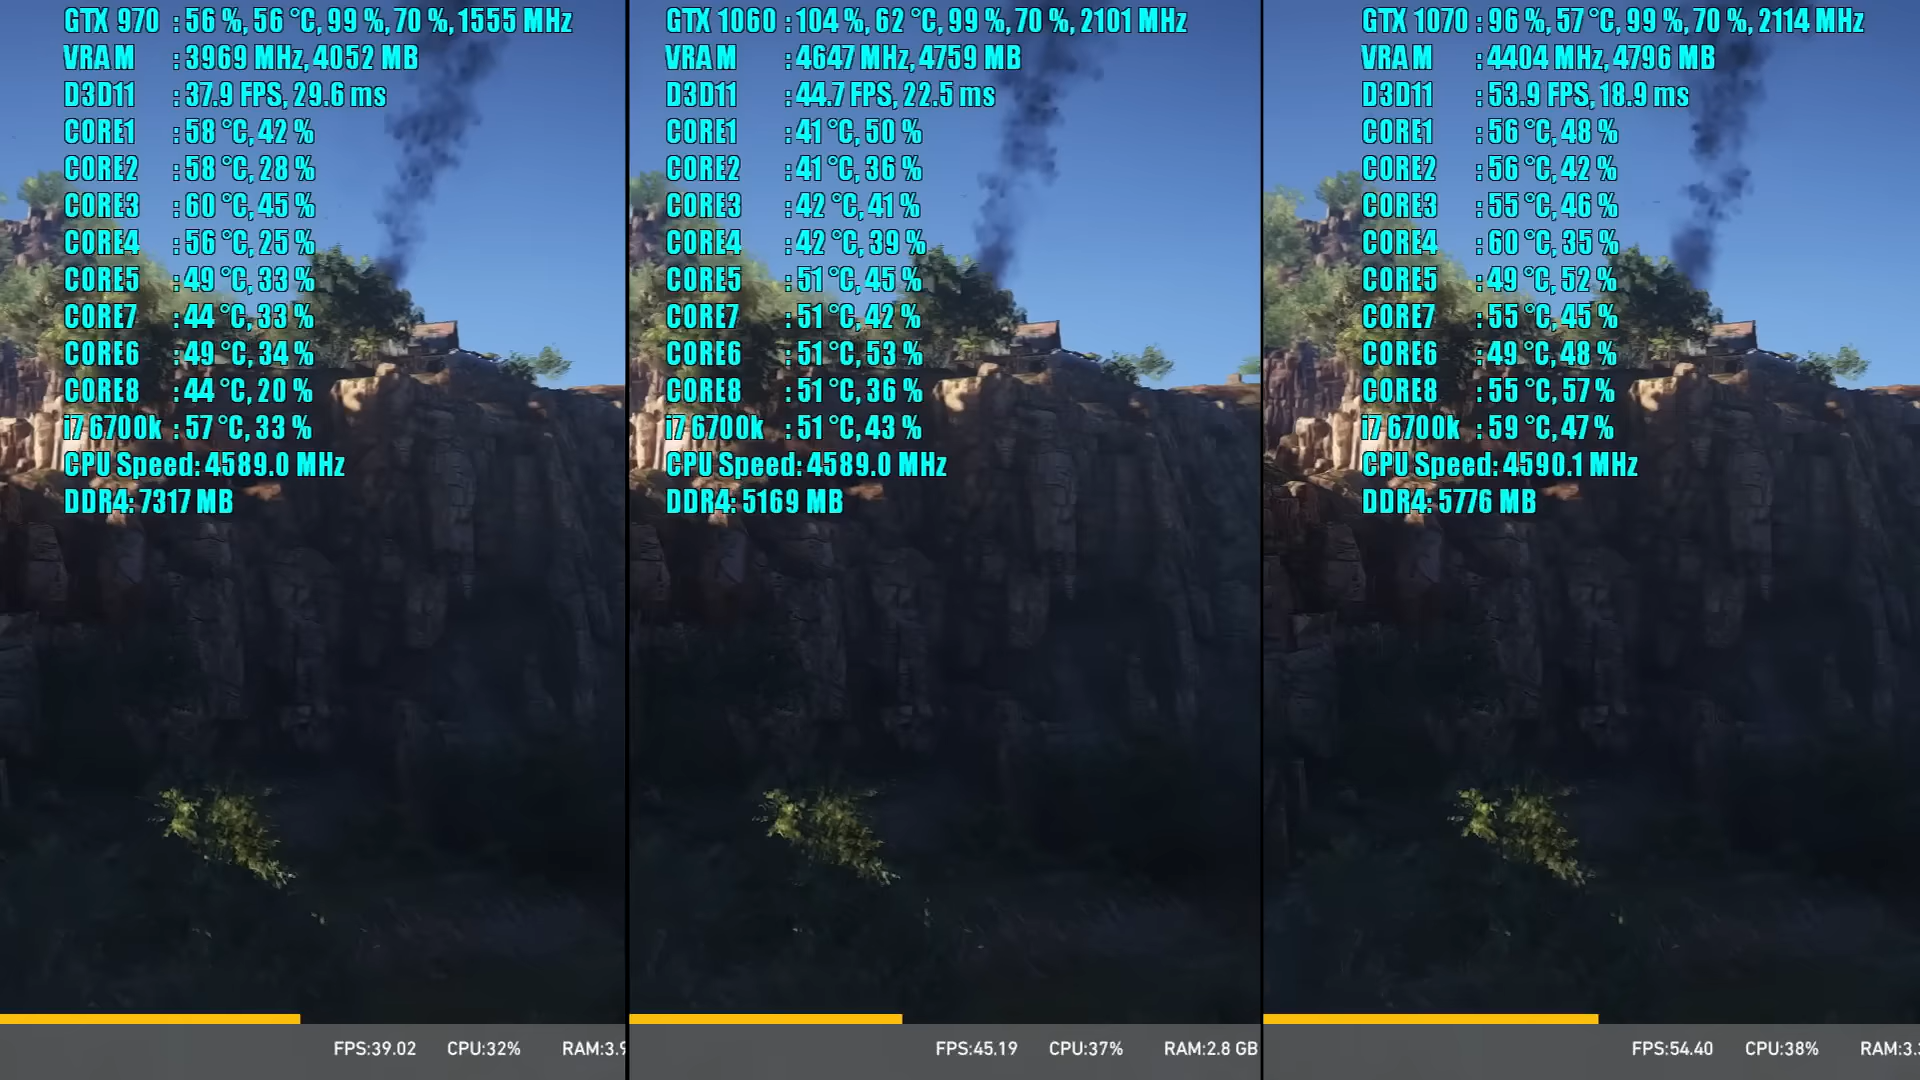 GTX 970 : 56 %, 56 °C, 99 %, 70 %, 1555 MHz
VRAM : 3969 MHz, 4052 MB
D3D11 : 37.9 FPS, 29.6 ms
CORE1 : 58 °C, 42 %
CORE2 : 58 °C, 28 %
CORE3 : 60 °C, 45 %
CORE4 : 56 °C, 25 %
CORE5 : 49 °C, 33 %
CORE7 : 44 °C, 33 %
CORE6 : 49 °C, 34 %
CORE8 : 44 °C, 20 %
i7 6700k : 57 °C, 33 %
CPU Speed: 4589.0 MHz
DDR4: 7317 MB
FPS:39.02 CPU:32% RAM:3.9
GTX 1060 : 104 %, 62 °C, 99 %, 70 %, 2101 MHz
VRAM : 4647 MHz, 4759 MB
D3D11 : 44.7 FPS, 22.5 ms
CORE1 : 41 °C, 50 %
CORE2 : 41 °C, 36 %
CORE3 : 42 °C, 41 %
CORE4 : 42 °C, 39 %
CORE5 : 51 °C, 45 %
CORE7 : 51 °C, 42 %
CORE6 : 51 °C, 53 %
CORE8 : 51 °C, 36 %
i7 6700k : 51 °C, 43 %
CPU Speed: 4589.0 MHz
DDR4: 5169 MB
FPS:45.19 CPU:37% RAM:2.8 GB
GTX 1070 : 96 %, 57 °C, 99 %, 70 %, 2114 MHz
VRAM : 4404 MHz, 4796 MB
D3D11 : 53.9 FPS, 18.9 ms
CORE1 : 56 °C, 48 %
CORE2 : 56 °C, 42 %
CORE3 : 55 °C, 46 %
CORE4 : 60 °C, 35 %
CORE5 : 49 °C, 52 %
CORE7 : 55 °C, 45 %
CORE6 : 49 °C, 48 %
CORE8 : 55 °C, 57 %
i7 6700k : 59 °C, 47 %
CPU Speed: 4590.1 MHz
DDR4: 5776 MB
FPS:54.40 CPU:38% RAM:3.3